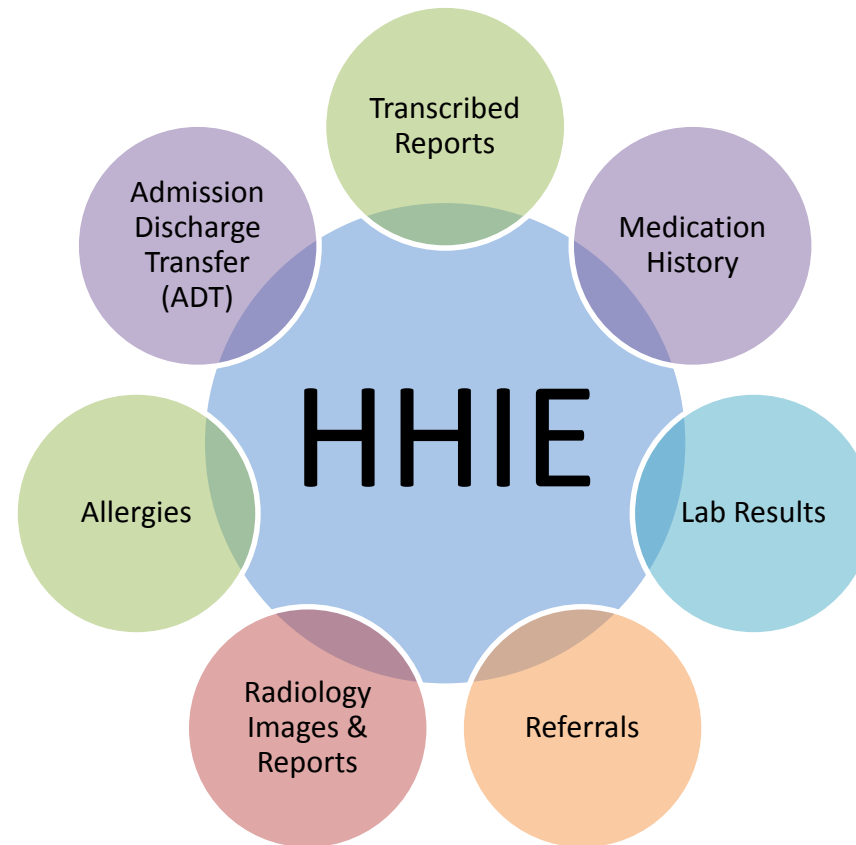 Transcribed
Reports
Admission
Discharge
Transfer
(ADT)
Medication
History
HHIE
Allergies
Lab Results
Radiology
Images &
Reports
Referrals